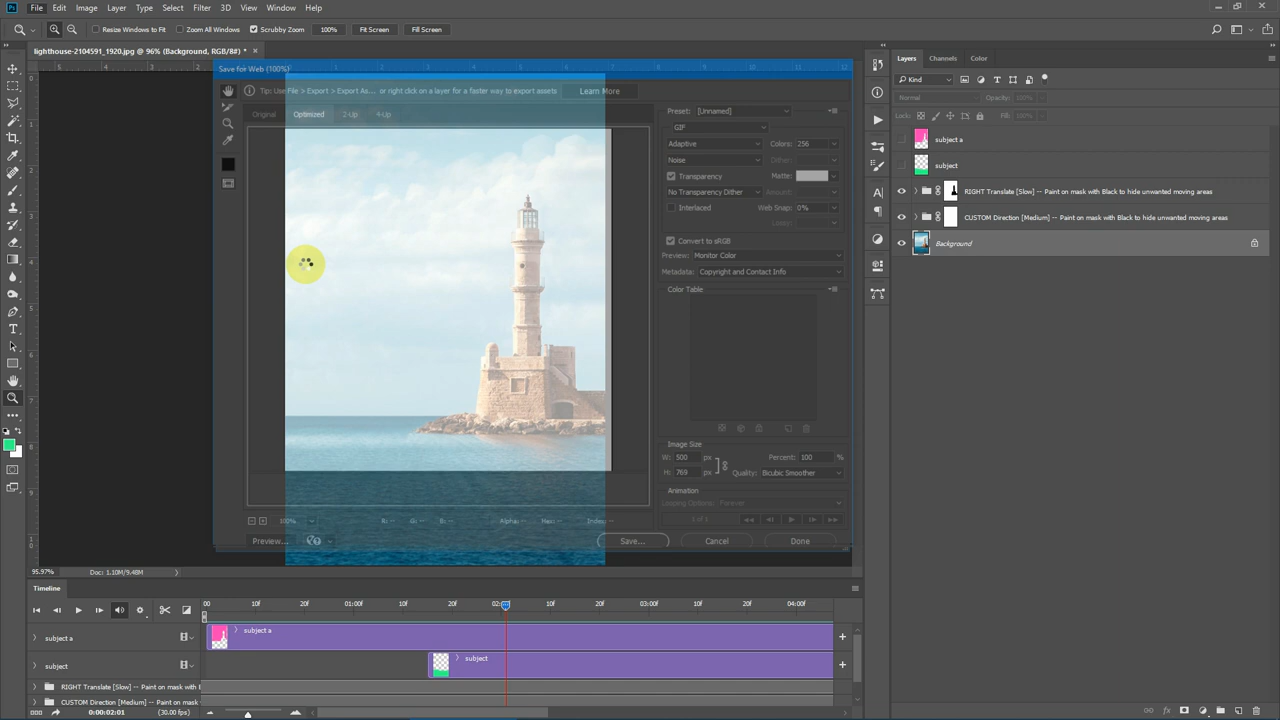 Ps File Edit Image Layer Type Select Filter 3D View Window Help
Resize Windows to Fit Zoom All Windows Scrubby Zoom 100% Fit Screen Fill Screen
lighthouse-2104591_1920.jpg @ 96% (Background, RGB/8#) *
Save for Web (100%)
Tip: Use File > Export > Export As... or right click on a layer for a faster way to export assets Learn More
Original Optimized 2-Up 4-Up
Preset: [Unnamed]
GIF
Adaptive Colors: 256
Noise Dither:
Transparency Matte:
No Transparency Dither Amount:
Interlaced Web Snap: 0%
Convert to sRGB
Preview: Monitor Color
Metadata: Copyright and Contact Info
Color Table
Image Size
W: 500 px Percent: 100 %
H: 769 px Quality: Bicubic Smoother
Animation
Looping Options: Forever
1 of 1
100% R: -- G: -- B: -- Alpha: -- Hex: -- Index: --
Preview... Save... Cancel Done
Layers Channels Color
Kind
Normal Opacity: 100%
Lock: Fill: 100%
subject a
subject
RIGHT Translate [Slow] -- Paint on mask with Black to hide unwanted moving areas
CUSTOM Direction [Medium] -- Paint on mask with Black to hide unwanted moving areas
Background
95.97% Doc: 1.10M/9.48M
Timeline
00 10f 20f 01:00f 10f 20f 02: 10f 20f 03:00f 10f 20f 04:00f
subject a subject a
subject subject
RIGHT Translate [Slow] -- Paint on mask with B
CUSTOM Direction [Medium] -- Paint on mask
0:00:02:01 (30.00 fps)